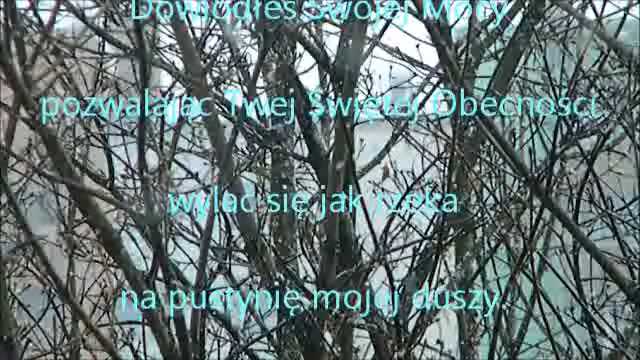 Dowiodłeś Swojej Mocy
pozwalając Twej Świętej Obecności
wylać się jak rzeka
na pustynię mojej duszy